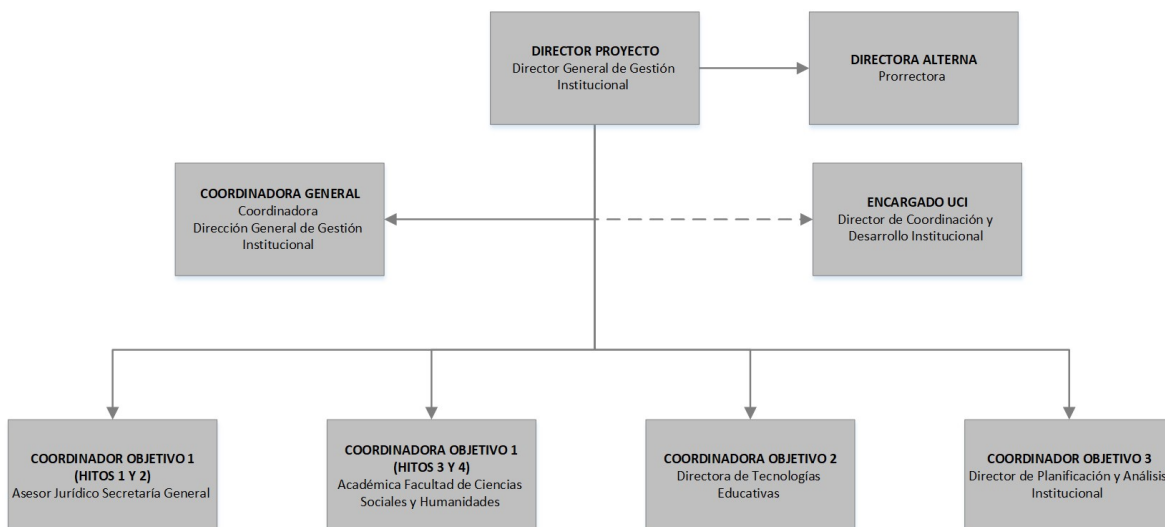 DIRECTOR PROYECTO
Director General de Gestión
Institucional
DIRECTORA ALTERNA
Prorrectora
COORDINADORA GENERAL
Coordinadora
Dirección General de Gestión
Institucional
ENCARGADO UCI
Director de Coordinación y
Desarrollo Institucional
COORDINADOR OBJETIVO 1
(HITOS 1 Y 2)
Asesor Jurídico Secretaría General
COORDINADORA OBJETIVO 1
(HITOS 3 Y 4)
Académica Facultad de Ciencias
Sociales y Humanidades
COORDINADORA OBJETIVO 2
Directora de Tecnologías
Educativas
COORDINADOR OBJETIVO 3
Director de Planificación y Análisis
Institucional